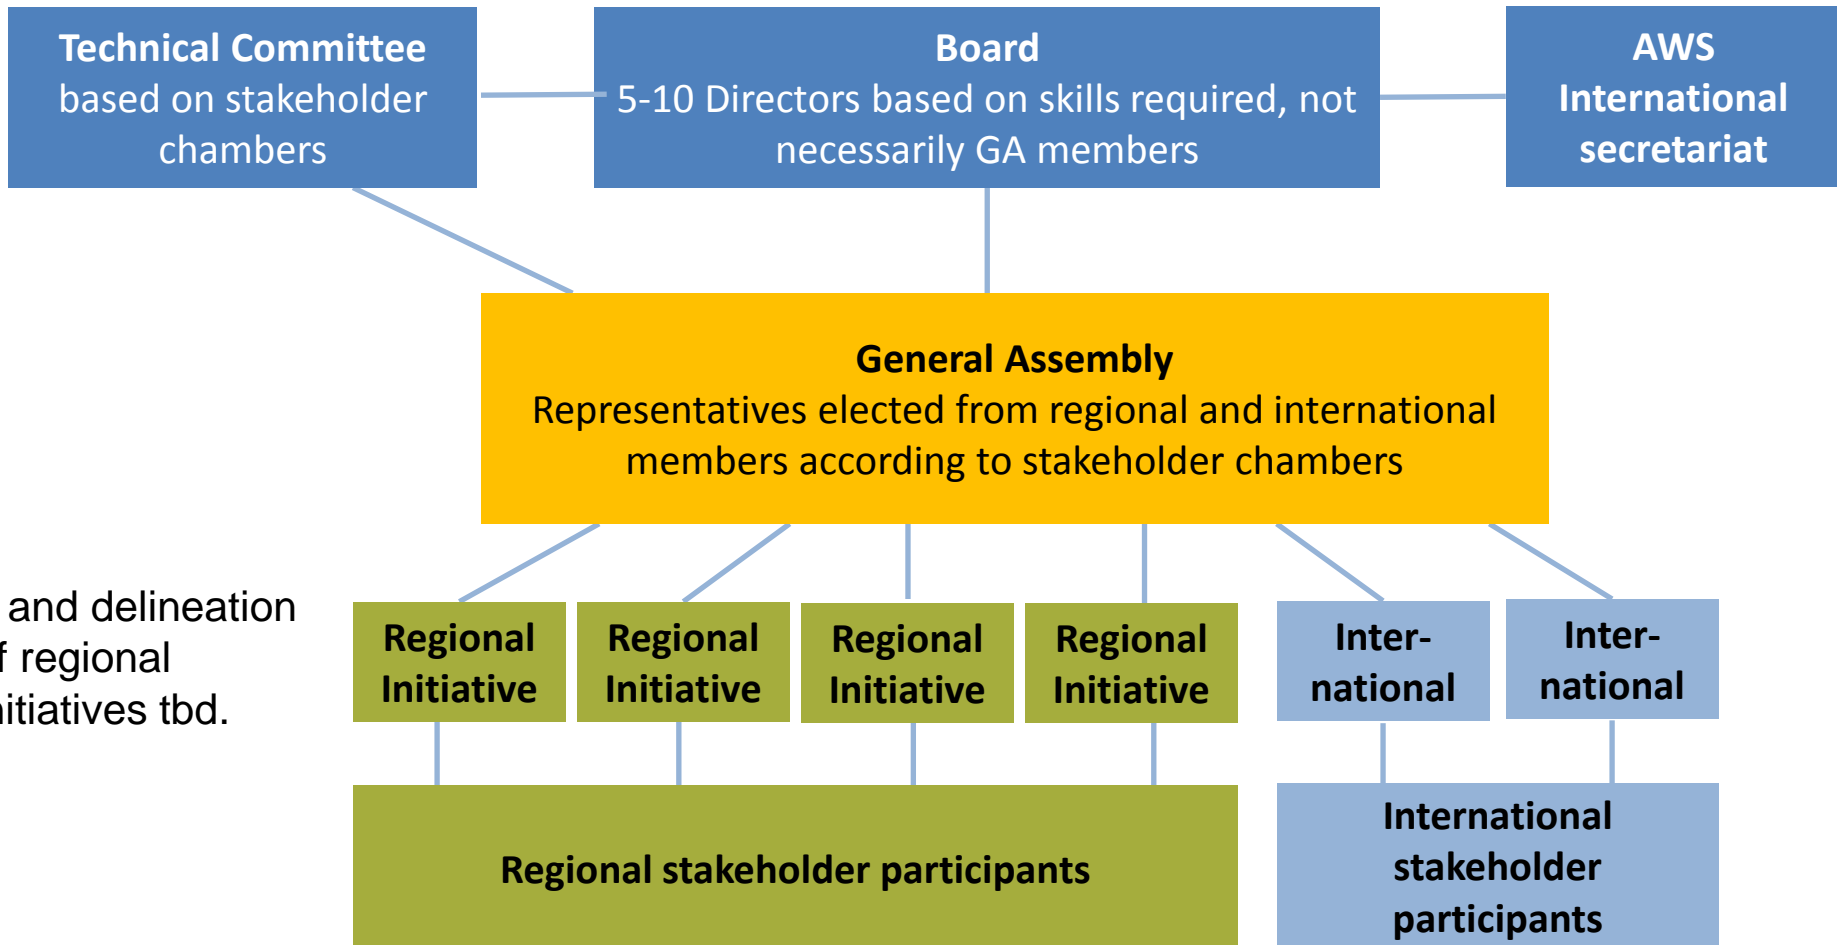 Technical Committee
based on stakeholder
chambers
Board
5-10 Directors based on skills required, not
necessarily GA members
AWS
International
secretariat
General Assembly
Representatives elected from regional and international
members according to stakeholder chambers
and delineation
regional
tbd.
Regional
Initiative
Regional
Initiative
Regional
Initiative
Regional
Initiative
Inter-
national
Inter-
national
Regional stakeholder participants
International
stakeholder
participants